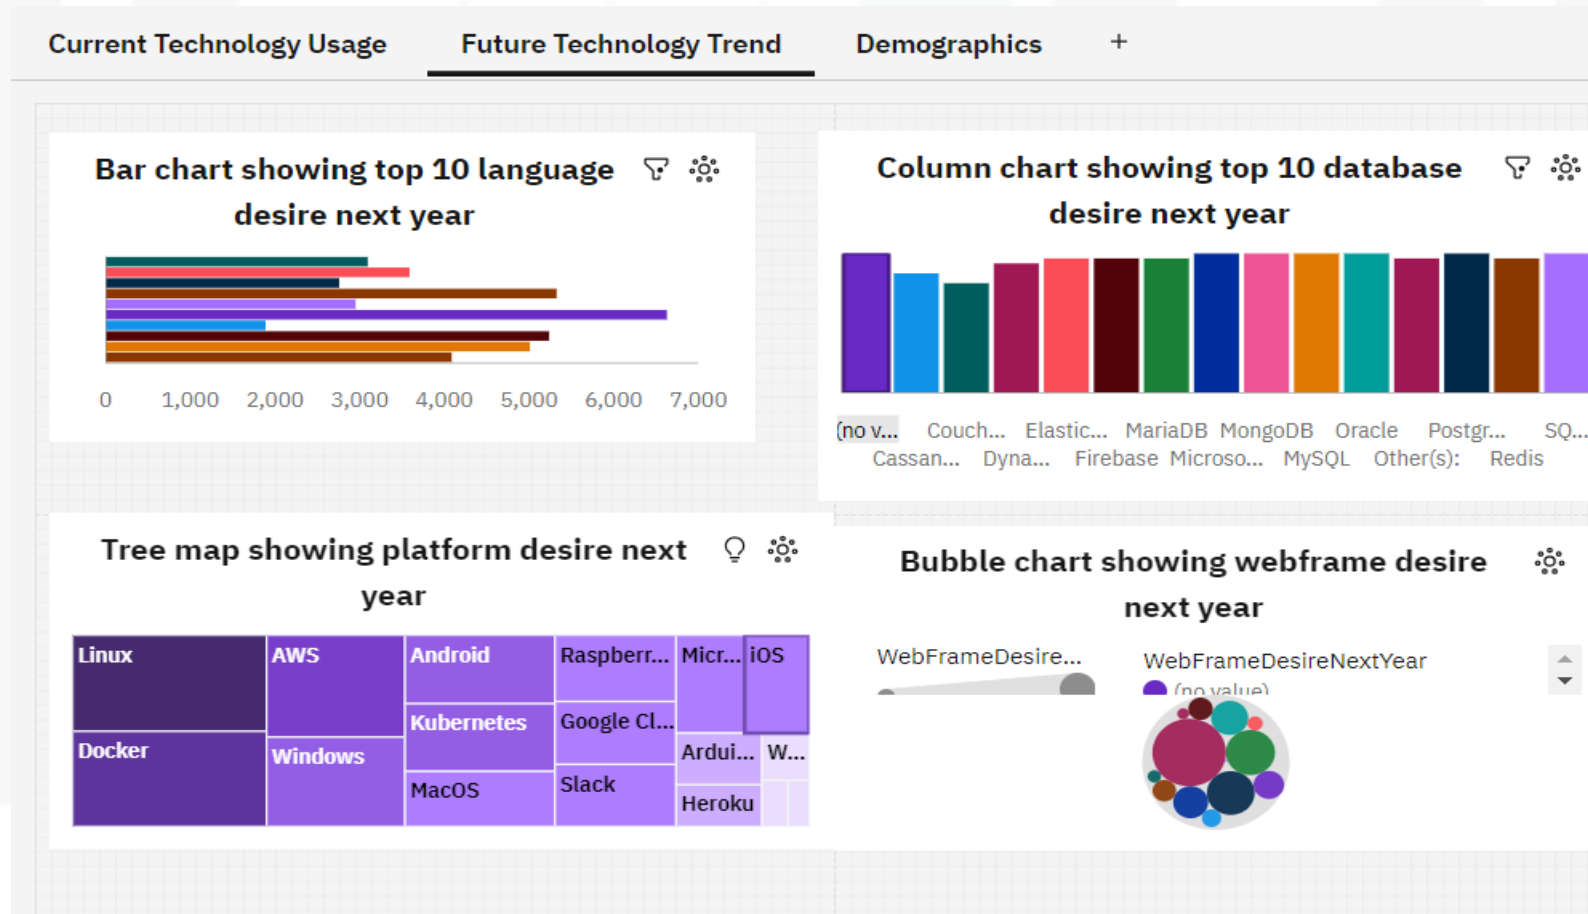 Current Technology Usage Future Technology Trend Demographics +
Bar chart showing top 10 language
desire next year
0 1,000 2,000 3,000 4,000 5,000 6,000 7,000
Column chart showing top 10 database
desire next year
(no v... Couch... Elastic... MariaDB MongoDB Oracle Postgr... SQ...
Cassan... Dyna... Firebase Microso... MySQL Other(s): Redis
Tree map showing platform desire next
year
Linux AWS Android Raspberr... Micr... iOS
Kubernetes Google Cl...
Docker Windows Ardui... W...
MacOS Slack Heroku
Bubble chart showing webframe desire
next year
WebFrameDesire... WebFrameDesireNextYear
(no value)